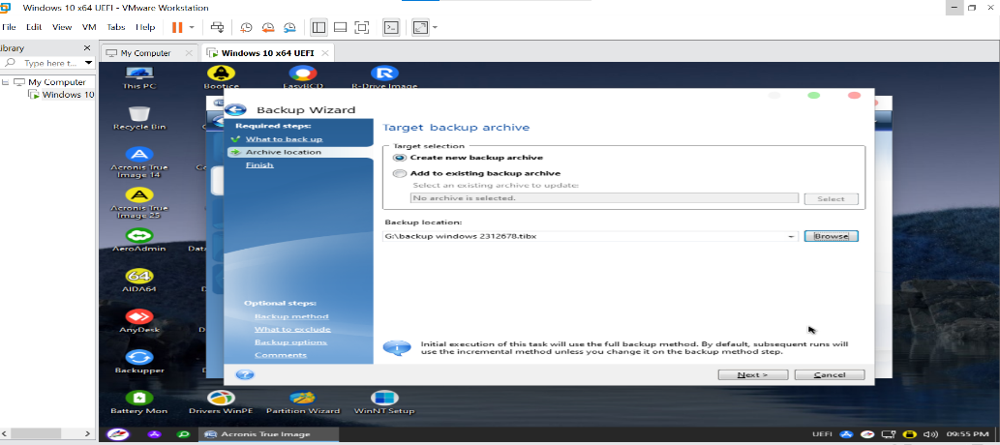 Windows 10 x64 UEFI - VMware Workstation
File Edit View VM Tabs Help
ibrary
Type here t...
My Computer
Windows 10
My Computer
Windows 10 x64 UEFI
This PC
Bootice
EasyBCD
R-Drive Image
Recycle Bin
Acronis True
Image 14
Acronis True
Image 25
AeroAdmin
AIDA64
AnyDesk
Backupper
Battery Mon
Drivers WinPE
Partition Wizard
WinNT Setup
Backup Wizard
Required steps:
What to back up
Archive location
Finish
Optional steps:
Backup method
What to exclude
Backup options
Comments
Target backup archive
Target selection
Create new backup archive
Add to existing backup archive
Select an existing archive to update:
No archive is selected.
Select
Backup location:
G:\backup windows 2312678.tibx
Browse
Initial execution of this task will use the full backup method. By default, subsequent runs will
use the incremental method unless you change it on the backup method step.
Next >
Cancel
Acronis True Image
UEFI
09:55 PM